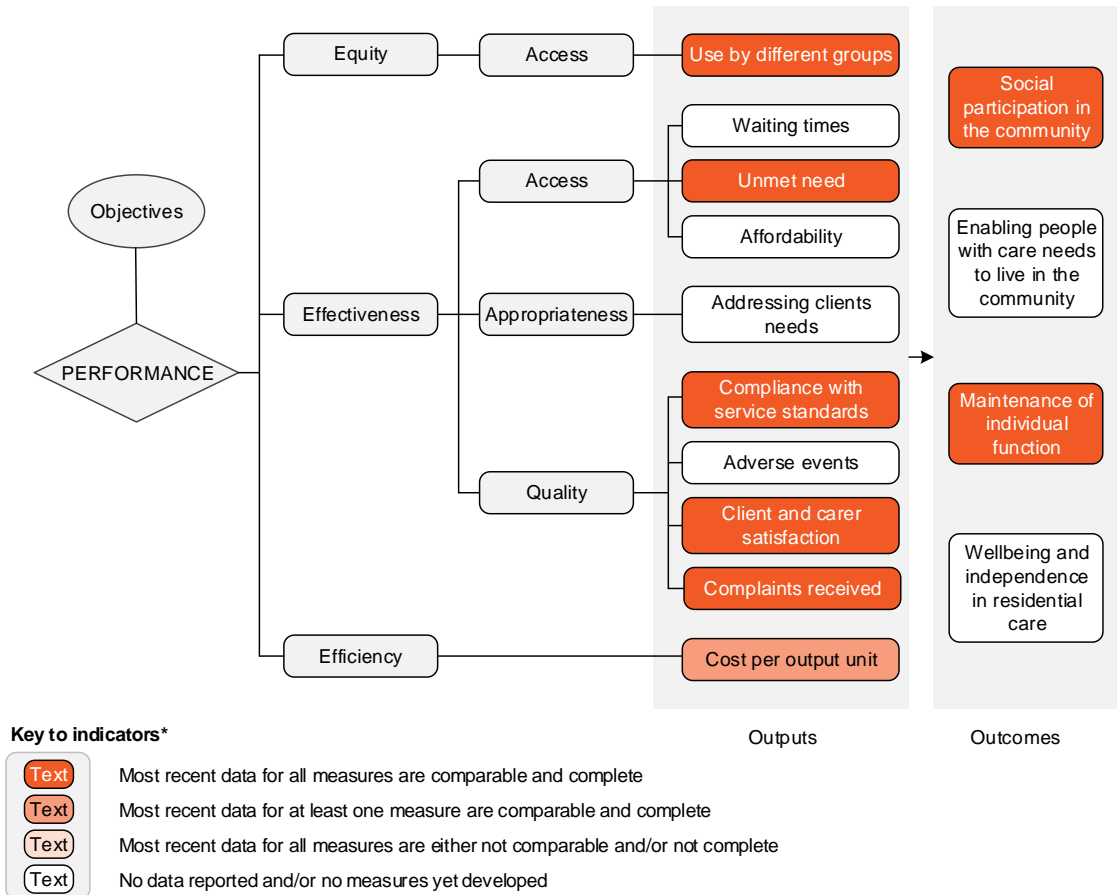 Equity
Access
Use by different groups
Social
participation in
the community
Waiting times
Access
Unmet need
Objectives
Affordability
Enabling people
with care needs
to live in the
community
Effectiveness
Appropriateness
Addressing clients
needs
PERFORMANCE
Compliance with
service standards
Maintenance of
individual
function
Adverse events
Quality
Client and carer
satisfaction
Wellbeing and
independence
in residential
care
Complaints received
Efficiency
Cost per output unit
Outputs
Outcomes
Key to indicators*
Text Most recent data for all measures are comparable and complete
Text Most recent data for at least one measure are comparable and complete
Text Most recent data for all measures are either not comparable and/or not complete
Text No data reported and/or no measures yet developed